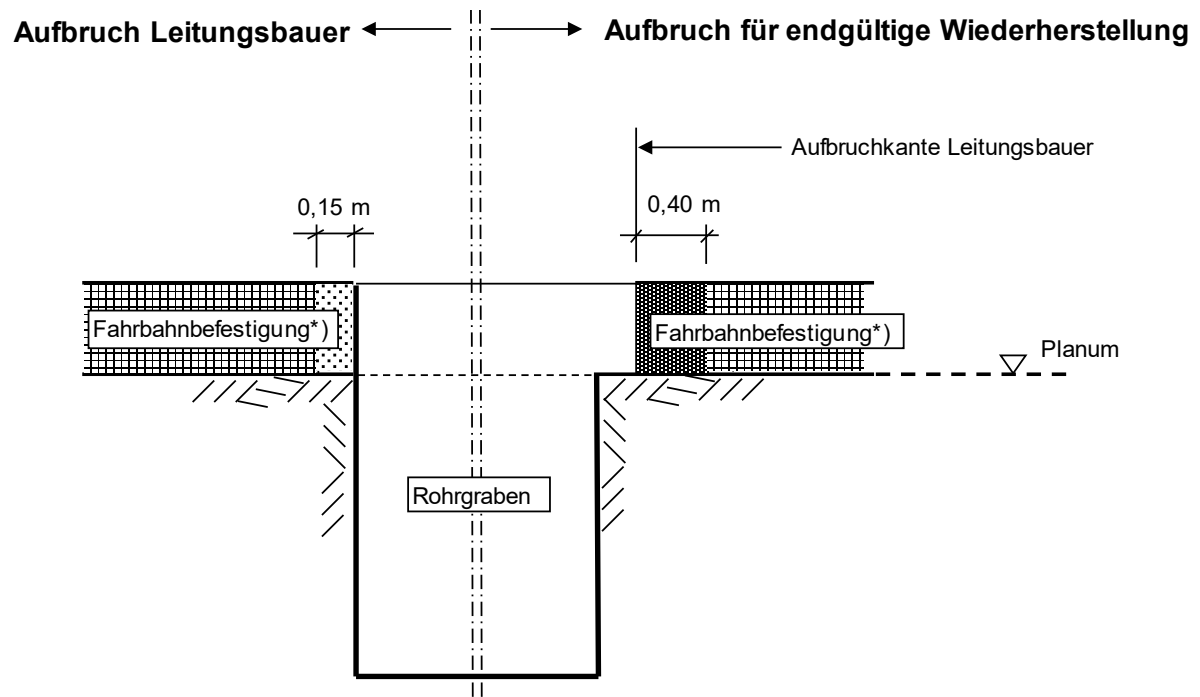 Aufbruch Leitungsbauer
Aufbruch für endgültige Wiederherstellung
Aufbruchkante Leitungsbauer
0,15 m
0,40 m
Fahrbahnbefestigung*)
Fahrbahnbefestigung*)
Planum
Rohrgraben